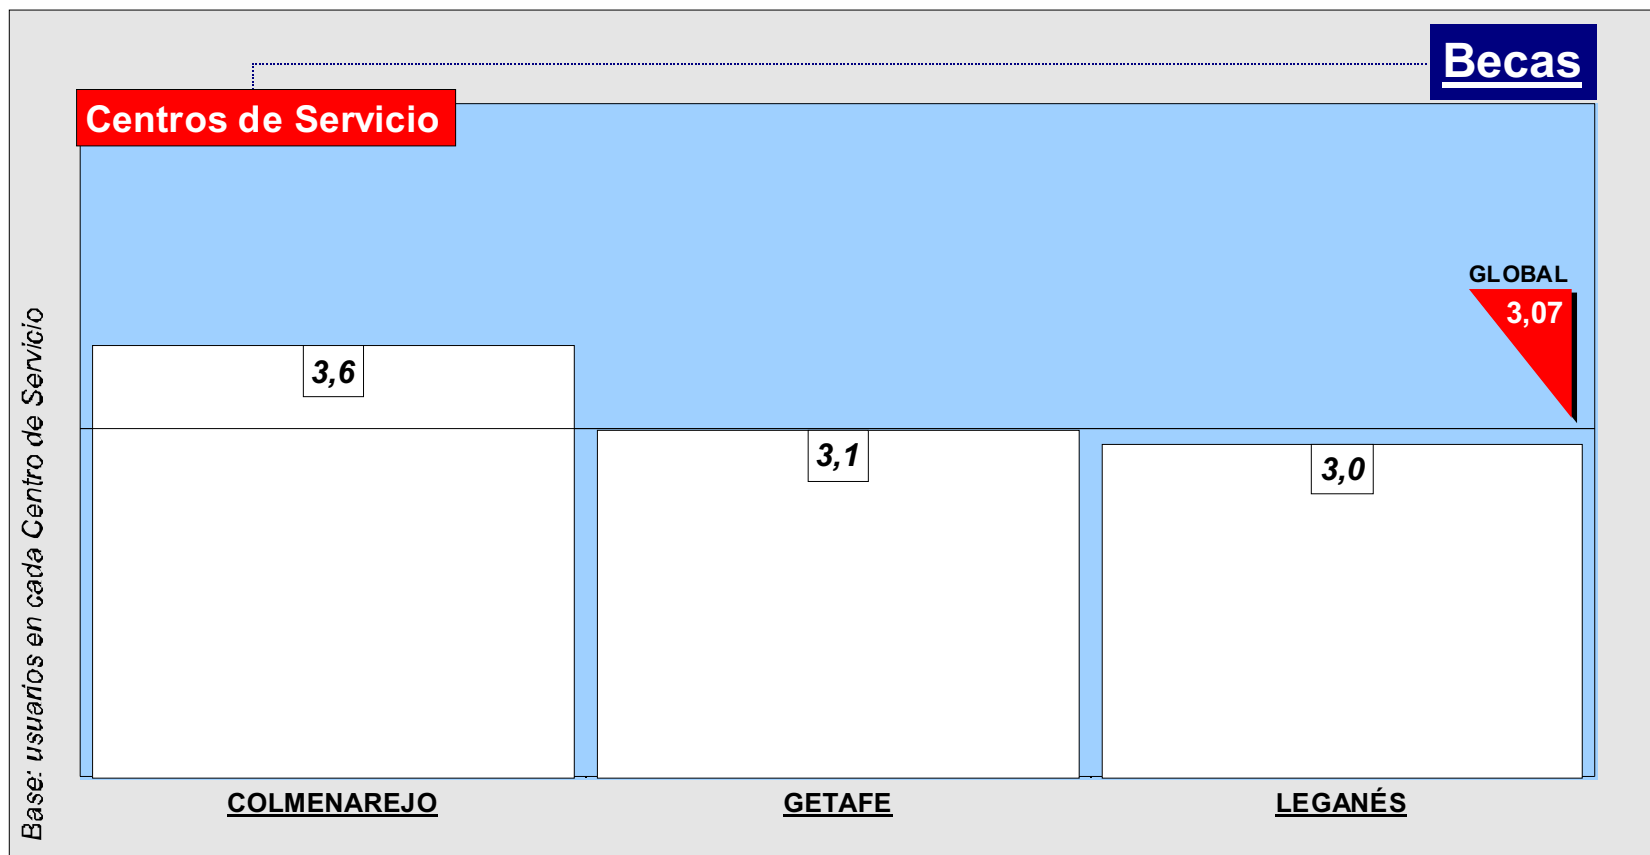 Becas
Centros de Servicio
GLOBAL
3,07
3,6
3,1
3,0
COLMENAREJO
GETAFE
LEGANÉS
Base: usuarios en cada Centro de Servicio